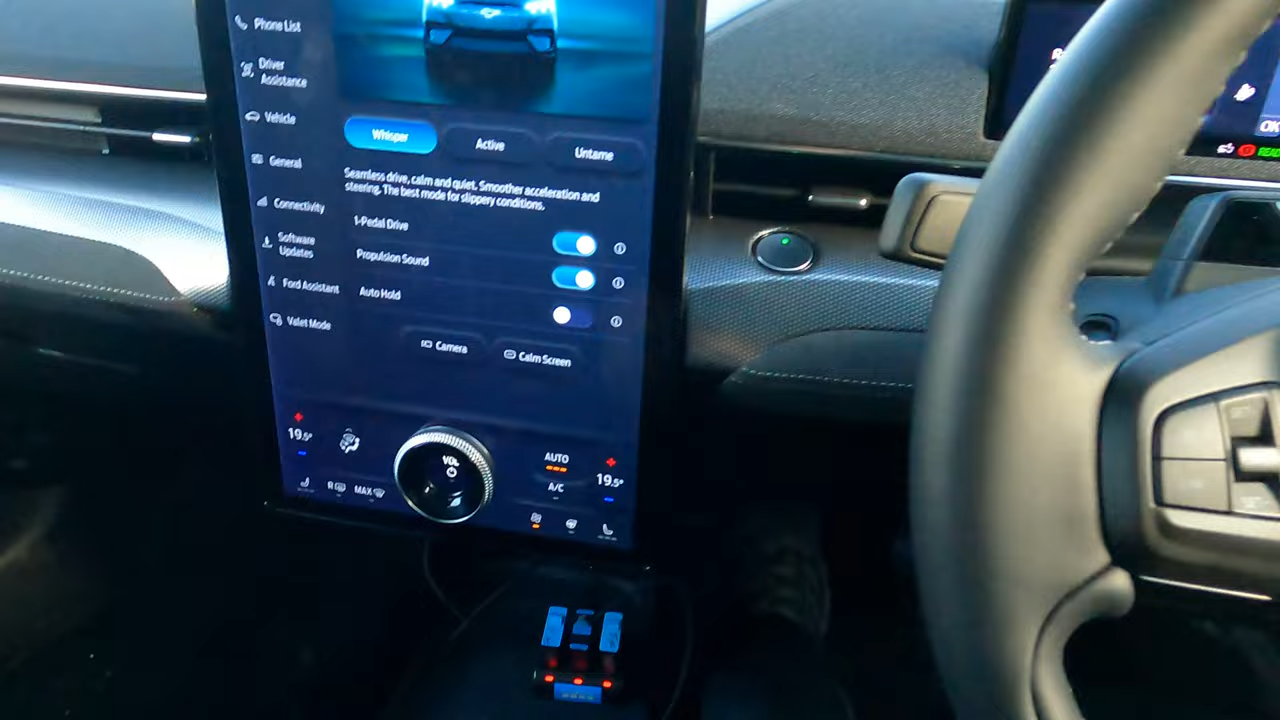 Phone List
Driver
Assistance
Vehicle
General
Connectivity
Software
Updates
Ford Assistant
Valet Mode
Whisper
Active
Untame
Seamless drive, calm and quiet. Smoother acceleration and
steering. The best mode for slippery conditions.
1-Pedal Drive
Propulsion Sound
Auto Hold
Camera
Calm Screen
19.5°
VOL
AUTO
A/C
19.5°
R
MAX
OK
READY